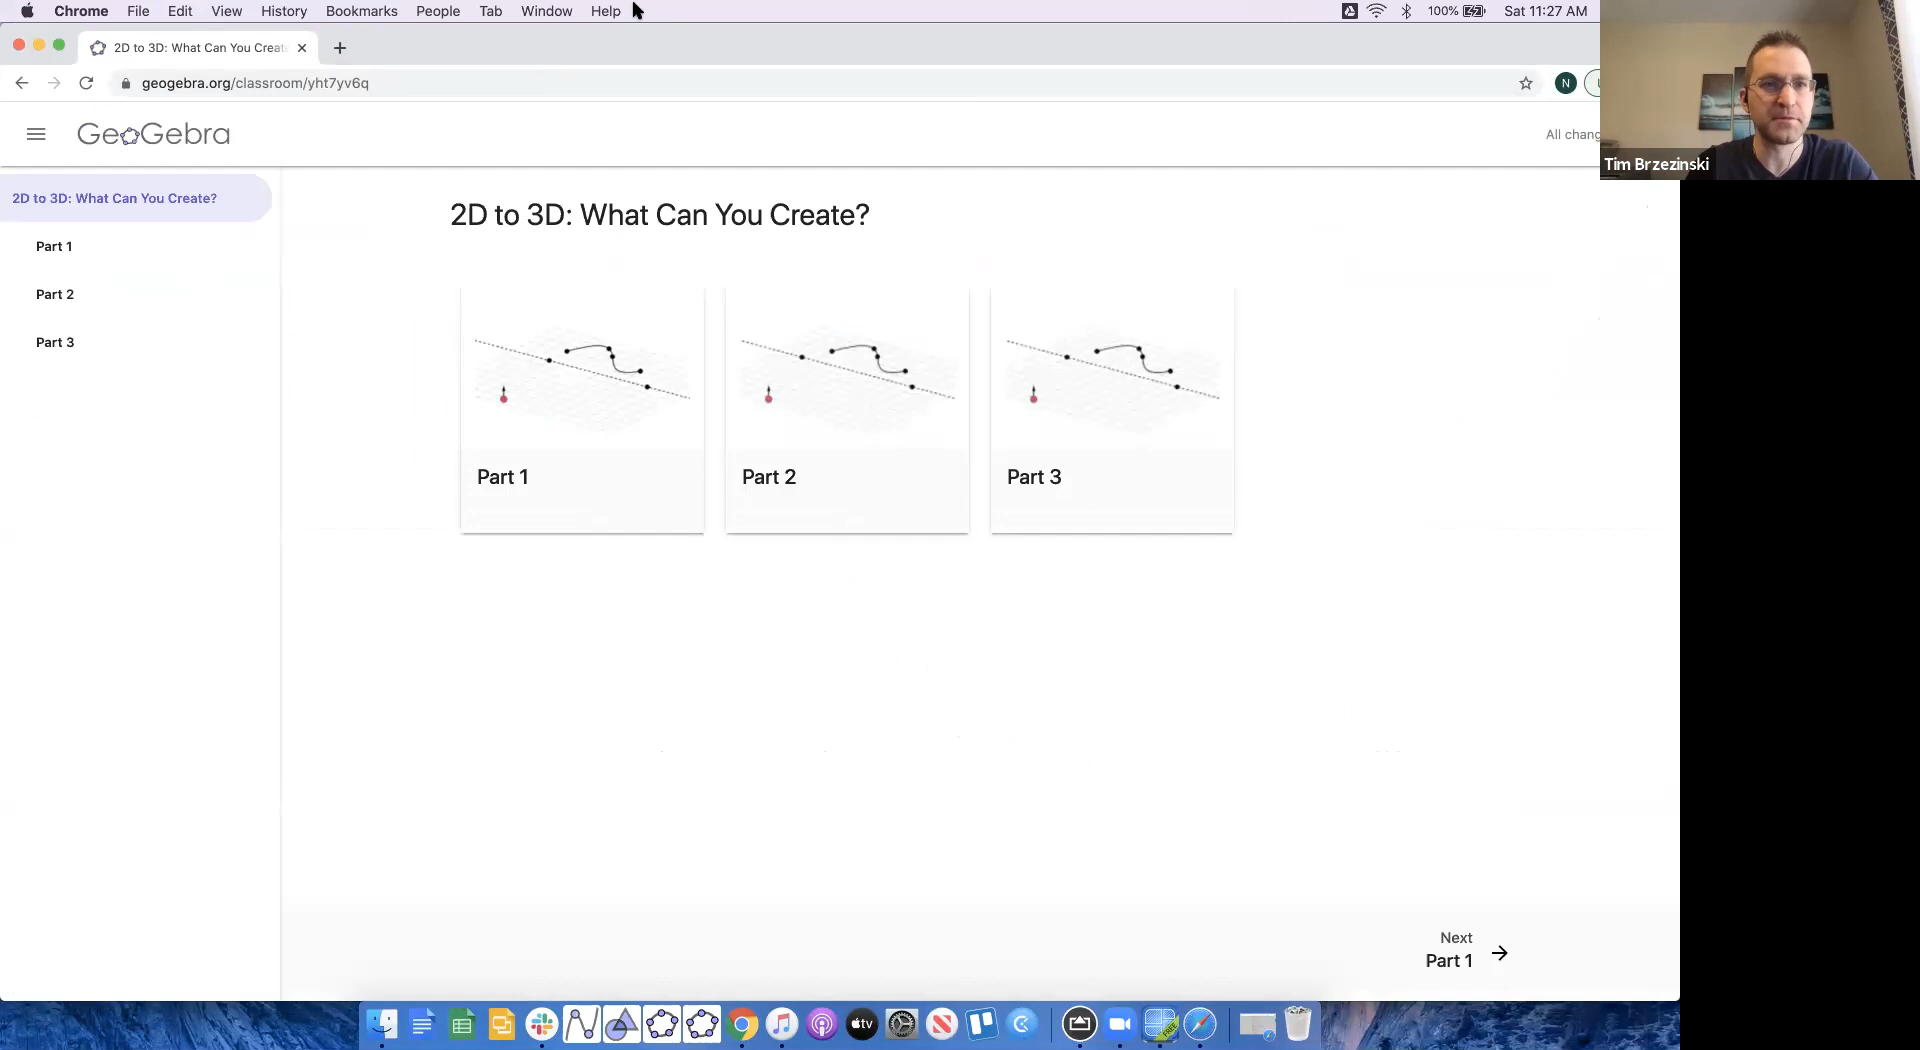 Chrome File Edit View History Bookmarks People Tab Window Help 100% Sat 11:27 AM
2D to 3D: What Can You Create
geogebra.org/classroom/yht7yv6q N
GeoGebra All chang
Tim Brzezinski
2D to 3D: What Can You Create?
Part 1
Part 2
Part 3
2D to 3D: What Can You Create?
Part 1 Part 2 Part 3
Next
Part 1
tv
FREE